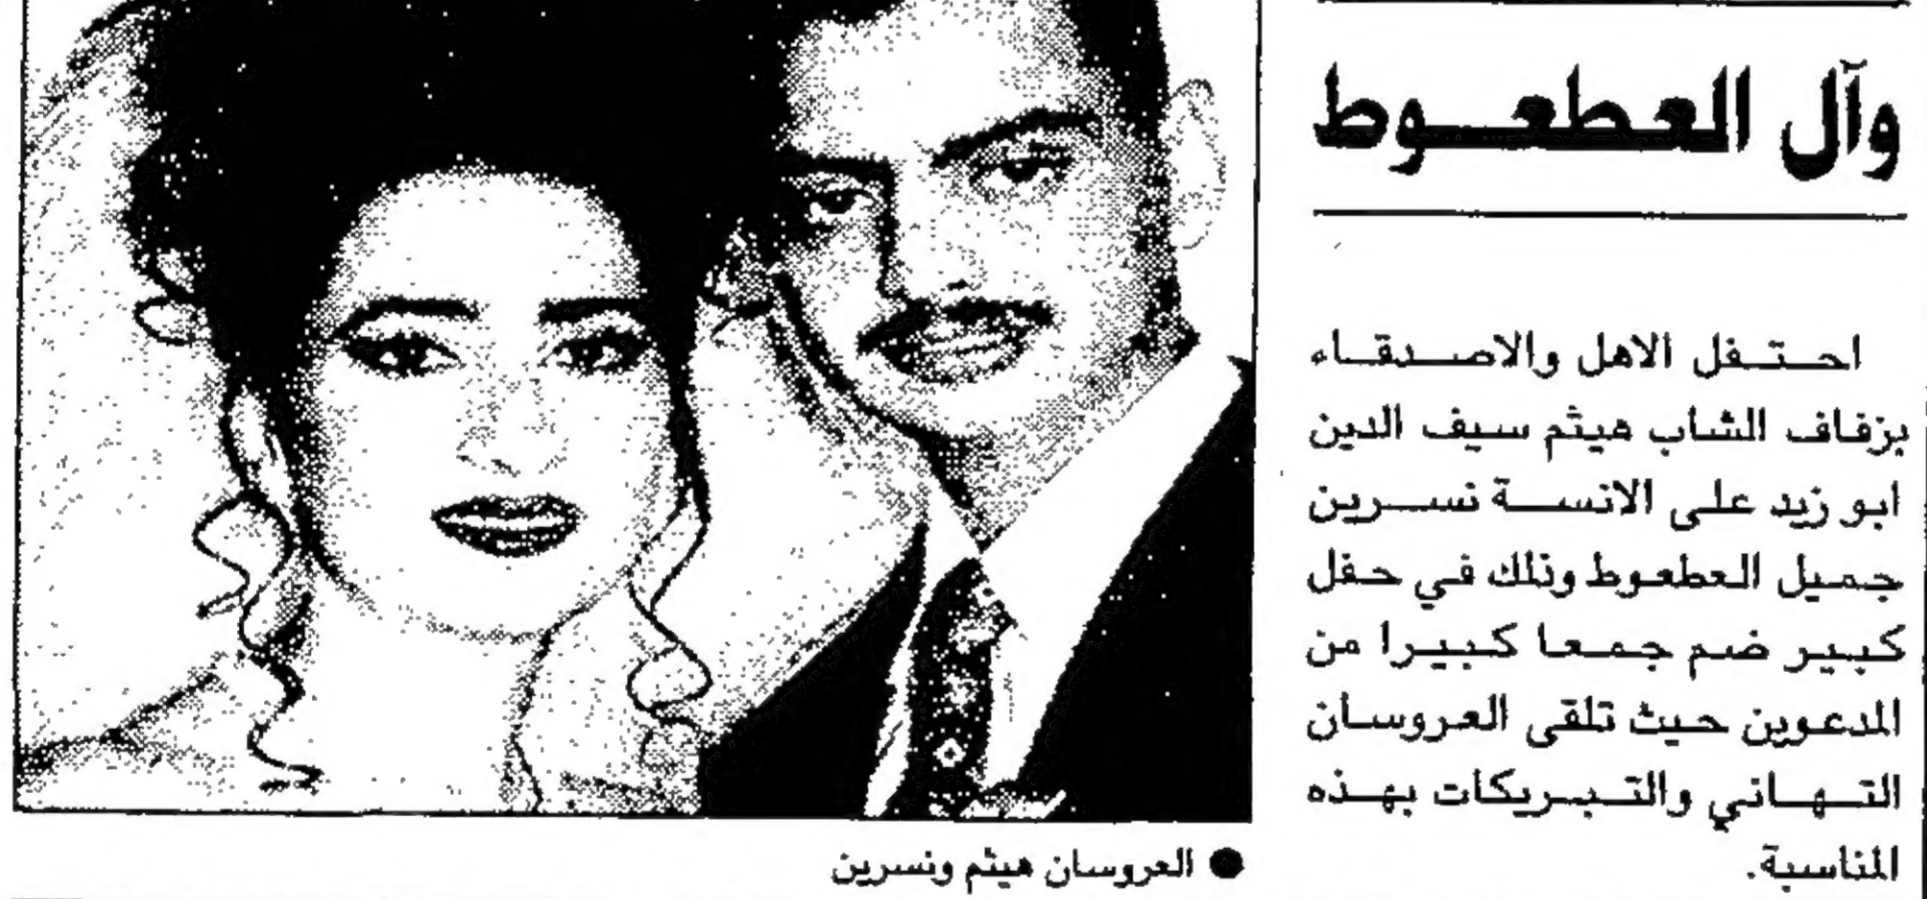 وآل العطعوط
احتفل الاهل والاصدقاء
بزفاف الشاب هيثم سيف الدين
ابو زيد على الانسة نسرين
جميل العطعوط وذلك في حفل
كبير ضم جمعا كبيرا من
المدعوين حيث تلقى العروسان
التهاني والتبريكات بهذه
المناسبة.
● العروسان هيثم ونسرين